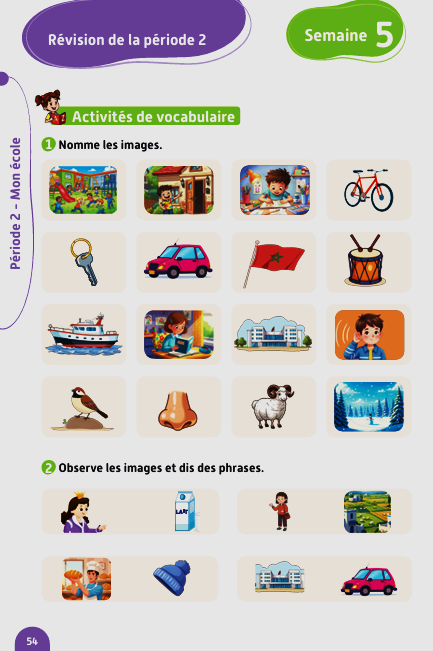 Révision de la période 2
Semaine 5
Période 2 - Mon école
Activités de vocabulaire
1 Nomme les images.
2 Observe les images et dis des phrases.
LAIT
54